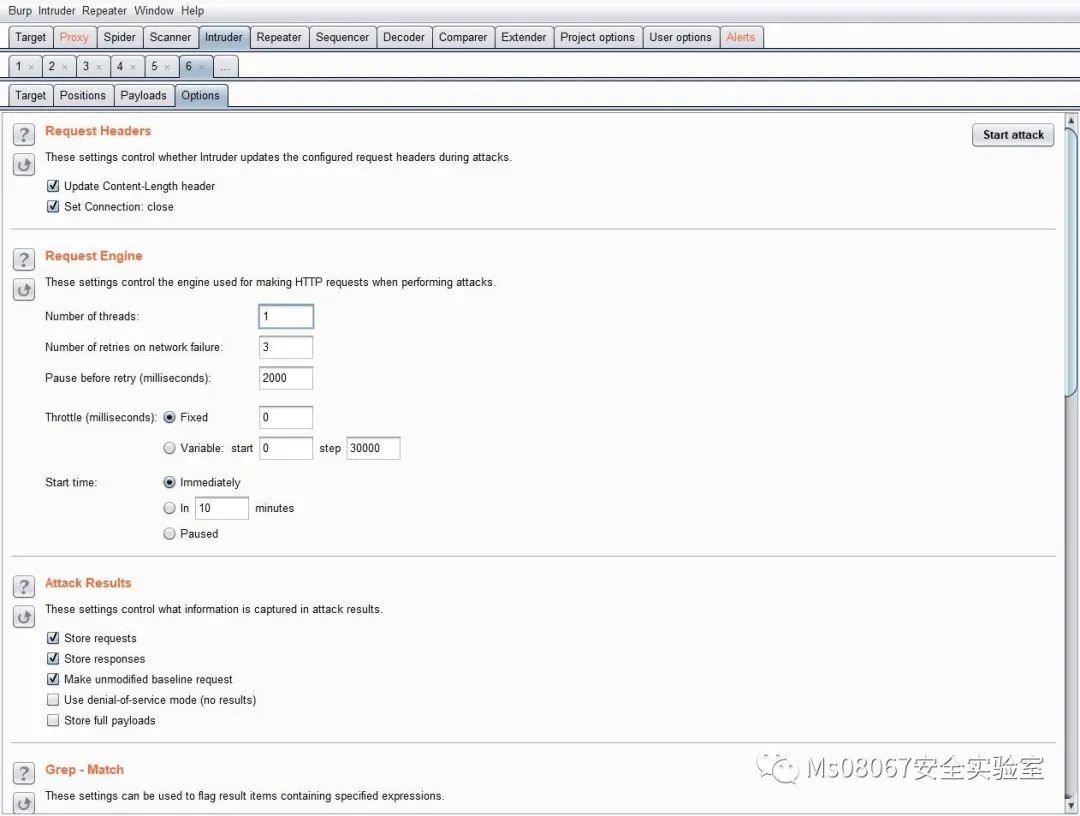 Burp Intruder Repeater Window Help
Target Proxy Spider Scanner Intruder Repeater Sequencer Decoder Comparer Extender Project options User options Alerts
1 × 2 × 3 × 4 × 5 × 6 × ...
Target Positions Payloads Options
? Request Headers
Start attack
These settings control whether Intruder updates the configured request headers during attacks.
Update Content-Length header
Set Connection: close
? Request Engine
These settings control the engine used for making HTTP requests when performing attacks.
Number of threads: 1
Number of retries on network failure: 3
Pause before retry (milliseconds): 2000
Throttle (milliseconds): Fixed 0
Variable: start 0 step 30000
Start time: Immediately
In 10 minutes
Paused
? Attack Results
These settings control what information is captured in attack results.
Store requests
Store responses
Make unmodified baseline request
Use denial-of-service mode (no results)
Store full payloads
? Grep - Match
Ms08067安全实验室
These settings can be used to flag result items containing specified expressions.